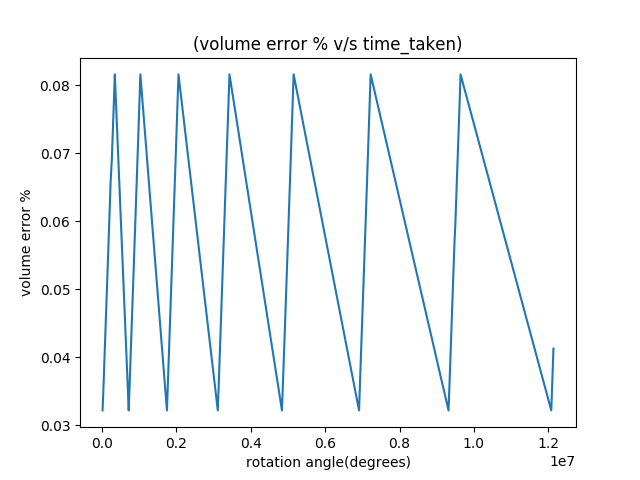 (volume error % v/s time_taken)
0.08
0.07
0.06
0.05
0.04
0.03
volume error %
0.0 0.2 0.4 0.6 0.8 1.0 1.2
1e7
rotation angle(degrees)